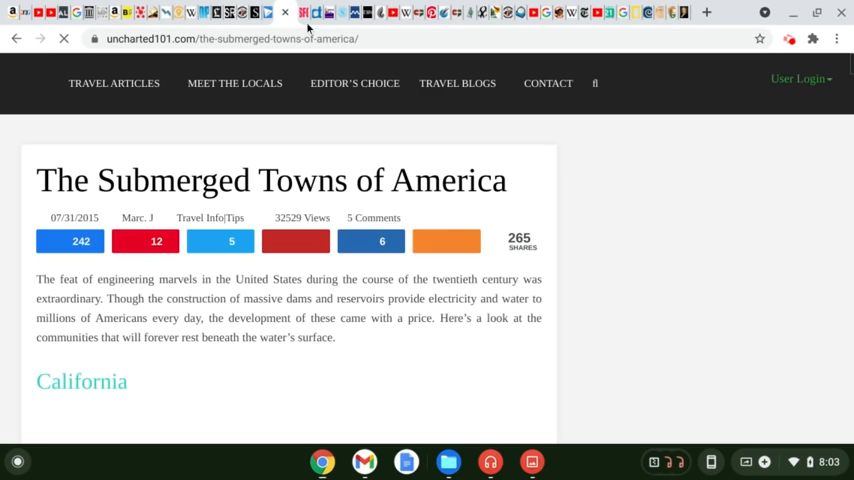 uncharted101.com/the-submerged-towns-of-america/
TRAVEL ARTICLES MEET THE LOCALS EDITOR'S CHOICE TRAVEL BLOGS CONTACT User Login
The Submerged Towns of America
07/31/2015 Marc. J Travel Info|Tips 32529 Views 5 Comments
242 12 5 6 265
SHARES
The feat of engineering marvels in the United States during the course of the twentieth century was
extraordinary. Though the construction of massive dams and reservoirs provide electricity and water to
millions of Americans every day, the development of these came with a price. Here's a look at the
communities that will forever rest beneath the water's surface.
California
8:03